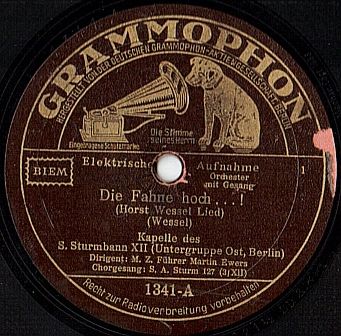 GRAMMOPHON
HERGESTELLT VON DER DEUTSCHEN GRAMMOPHON-AKTIENGESELLSCHAFT, BERLIN
Die Stimme
seines Herrn
Eingetragene Schutzmarke
Elektrische Aufnahme
BIEM
Orchester
mit Gesang
1
Die Fahne hoch...!
(Horst Wessel Lied)
(Wessel)
Kapelle des
S. Sturmbann XII (Untergruppe Ost, Berlin)
Dirigent: M. Z. Führer Martin Ewers
Chorgesang: S. A. Sturm 127 (3/XII)
1341-A
Recht zur Radioverbreitung vorbehalten